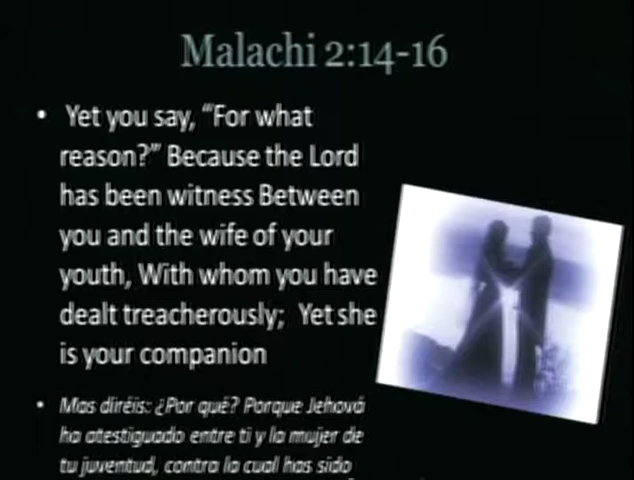 Malachi 2:14-16
• Yet you say, “For what
reason?” Because the Lord
has been witness Between
you and the wife of your
youth, With whom you have
dealt treacherously; Yet she
is your companion
• Mas diréis: ¿Por qué? Porque Jehová
ha atestiguado entre ti y la mujer de
tu juventud, contra la cual has sido